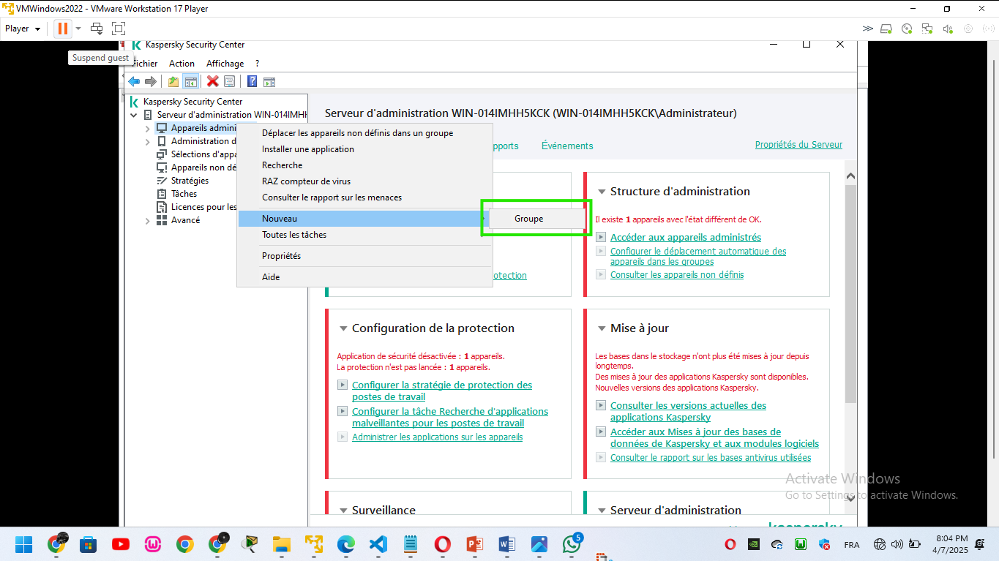 VMWindows2022 - VMware Workstation 17 Player
Player
Suspend guest
Kaspersky Security Center
Fichier Action Affichage ?
Kaspersky Security Center
Serveur d'administration WIN-014IMHH
Appareils admini
Administration d
Sélections d'appa
Appareils non dé
Stratégies
Tâches
Licences pour les
Avancé
Déplacer les appareils non définis dans un groupe
Installer une application
Recherche
RAZ compteur de virus
Consulter le rapport sur les menaces
Nouveau
Groupe
Toutes les tâches
Propriétés
Aide
Serveur d'administration WIN-014IMHH5KCK (WIN-014IMHH5KCK\Administrateur)
pports Événements Propriétés du Serveur
otection
Structure d'administration
Il existe 1 appareils avec l'état différent de OK.
Accéder aux appareils administrés
Configurer le déplacement automatique des
appareils dans les groupes
Consulter les appareils non définis
Configuration de la protection
Application de sécurité désactivée : 1 appareils.
La protection n'est pas lancée : 1 appareils.
Configurer la stratégie de protection des
postes de travail
Configurer la tâche Recherche d'applications
malveillantes pour les postes de travail
Administrer les applications sur les appareils
Mise à jour
Les bases dans le stockage n'ont plus été mises à jour depuis
longtemps.
Des mises à jour des applications Kaspersky sont disponibles.
Nouvelles versions des applications Kaspersky.
Consulter les versions actuelles des
applications Kaspersky
Accéder aux Mises à jour des bases de
données de Kaspersky et aux modules logiciels
Consulter le rapport sur les bases antivirus utilisées
Surveillance
Serveur d'administration
kaspersky
Activate Windows
Go to Settings to activate Windows.
5
FRA
8:04 PM
4/7/2025